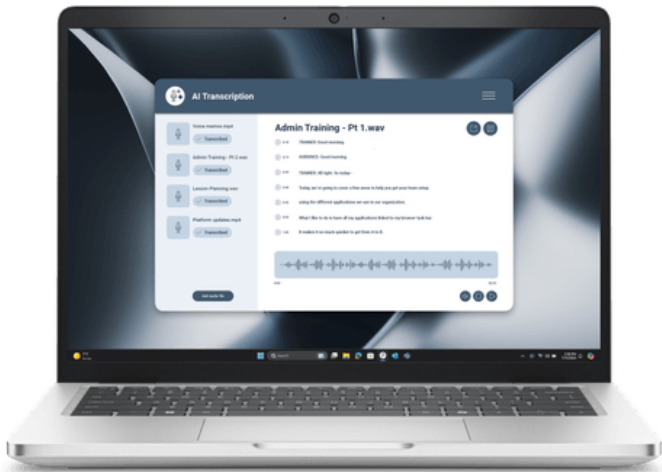 AI Transcription
Voice memos.mp4
Transcribed
Admin Training - Pt 2.wav
Transcribed
Lesson Planning.wav
Transcribed
Platform updates.mp4
Transcribed
Add audio file
Admin Training - Pt 1.wav
TRAINER: Good morning.
AUDIENCE: Good morning.
TRAINER: All right. So today -
Today, we're going to cover a few areas to help you get your team setup
using the different applications we use in our organization.
What I like to do is have all my applications linked to my browser task bar.
It makes it so much quicker to get from A to B.
Search